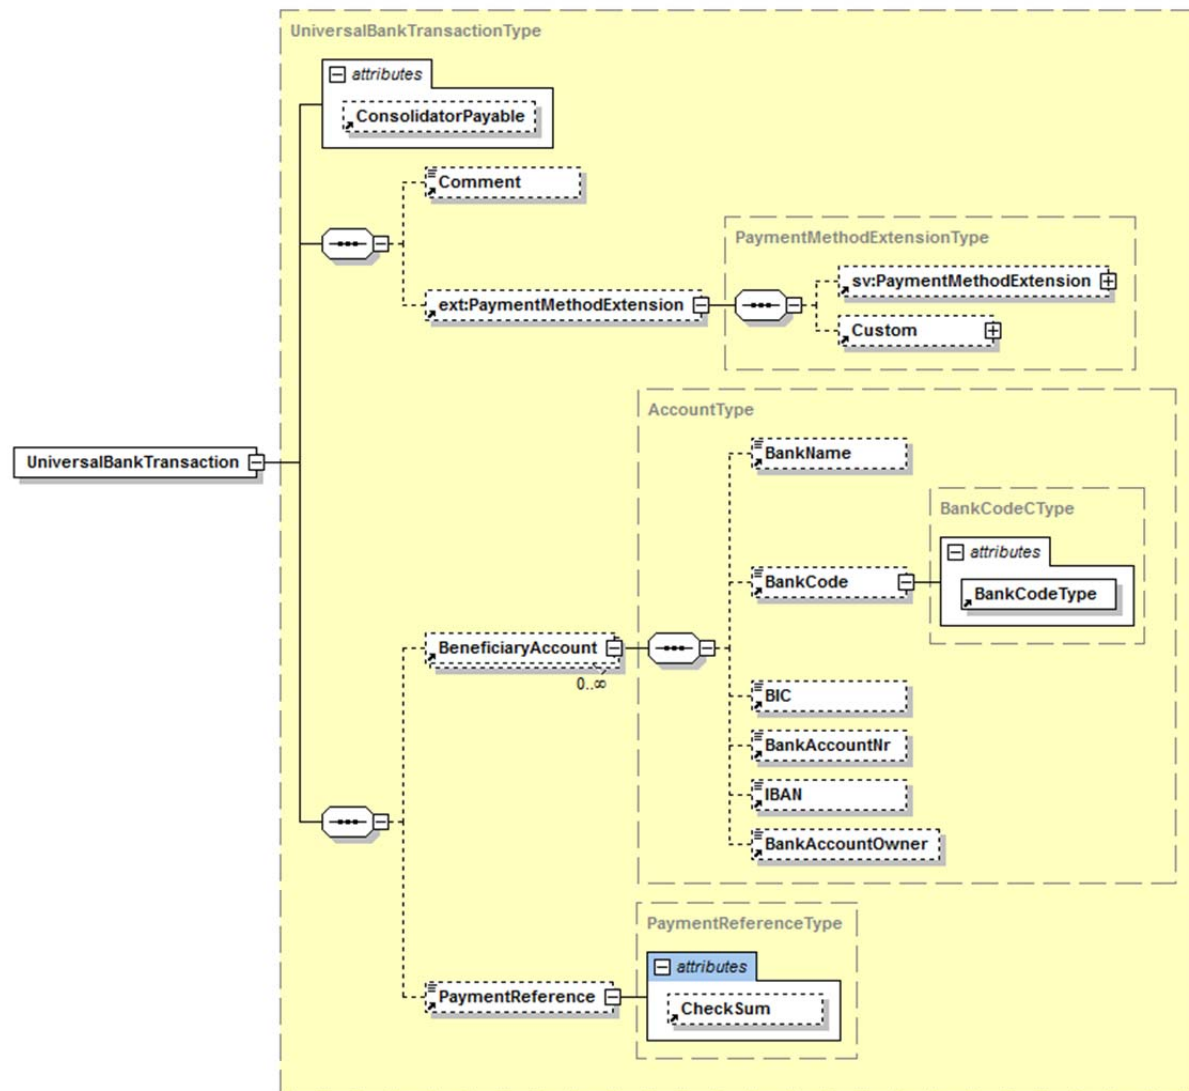 UniversalBankTransactionType
attributes
ConsolidatorPayable
Comment
PaymentMethodExtensionType
sv:PaymentMethodExtension
ext:PaymentMethodExtension
Custom
AccountType
BankName
UniversalBankTransaction
BankCodeCType
attributes
BankCode
BankCodeType
BeneficiaryAccount
0..∞
BIC
BankAccountNr
IBAN
BankAccountOwner
PaymentReferenceType
attributes
PaymentReference
CheckSum